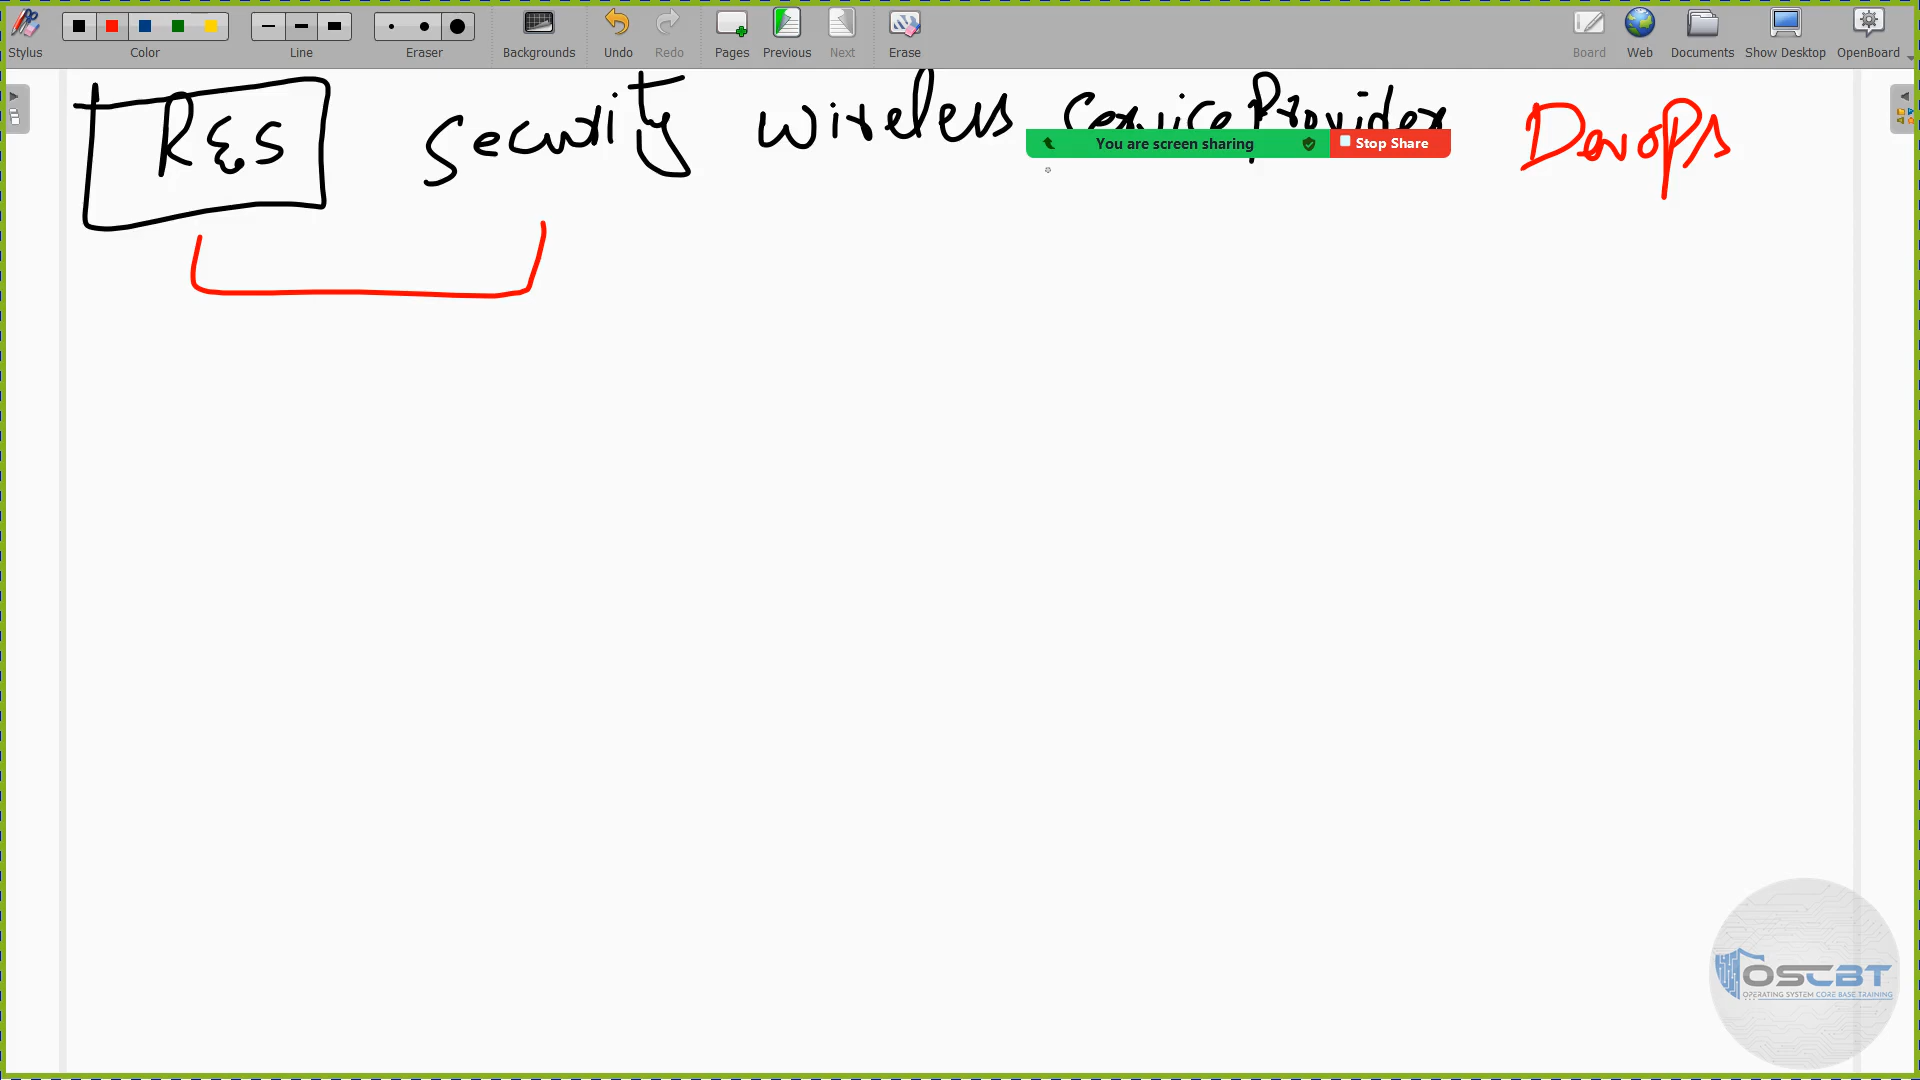 Stylus Color Line Eraser Backgrounds Undo Redo Pages Previous Next Erase Board Web Documents Show Desktop OpenBoard
R&S Security wireless Service Provider DevOPs
You are screen sharing Stop Share
OSCBT
OPERATING SYSTEM CORE BASE TRAINING